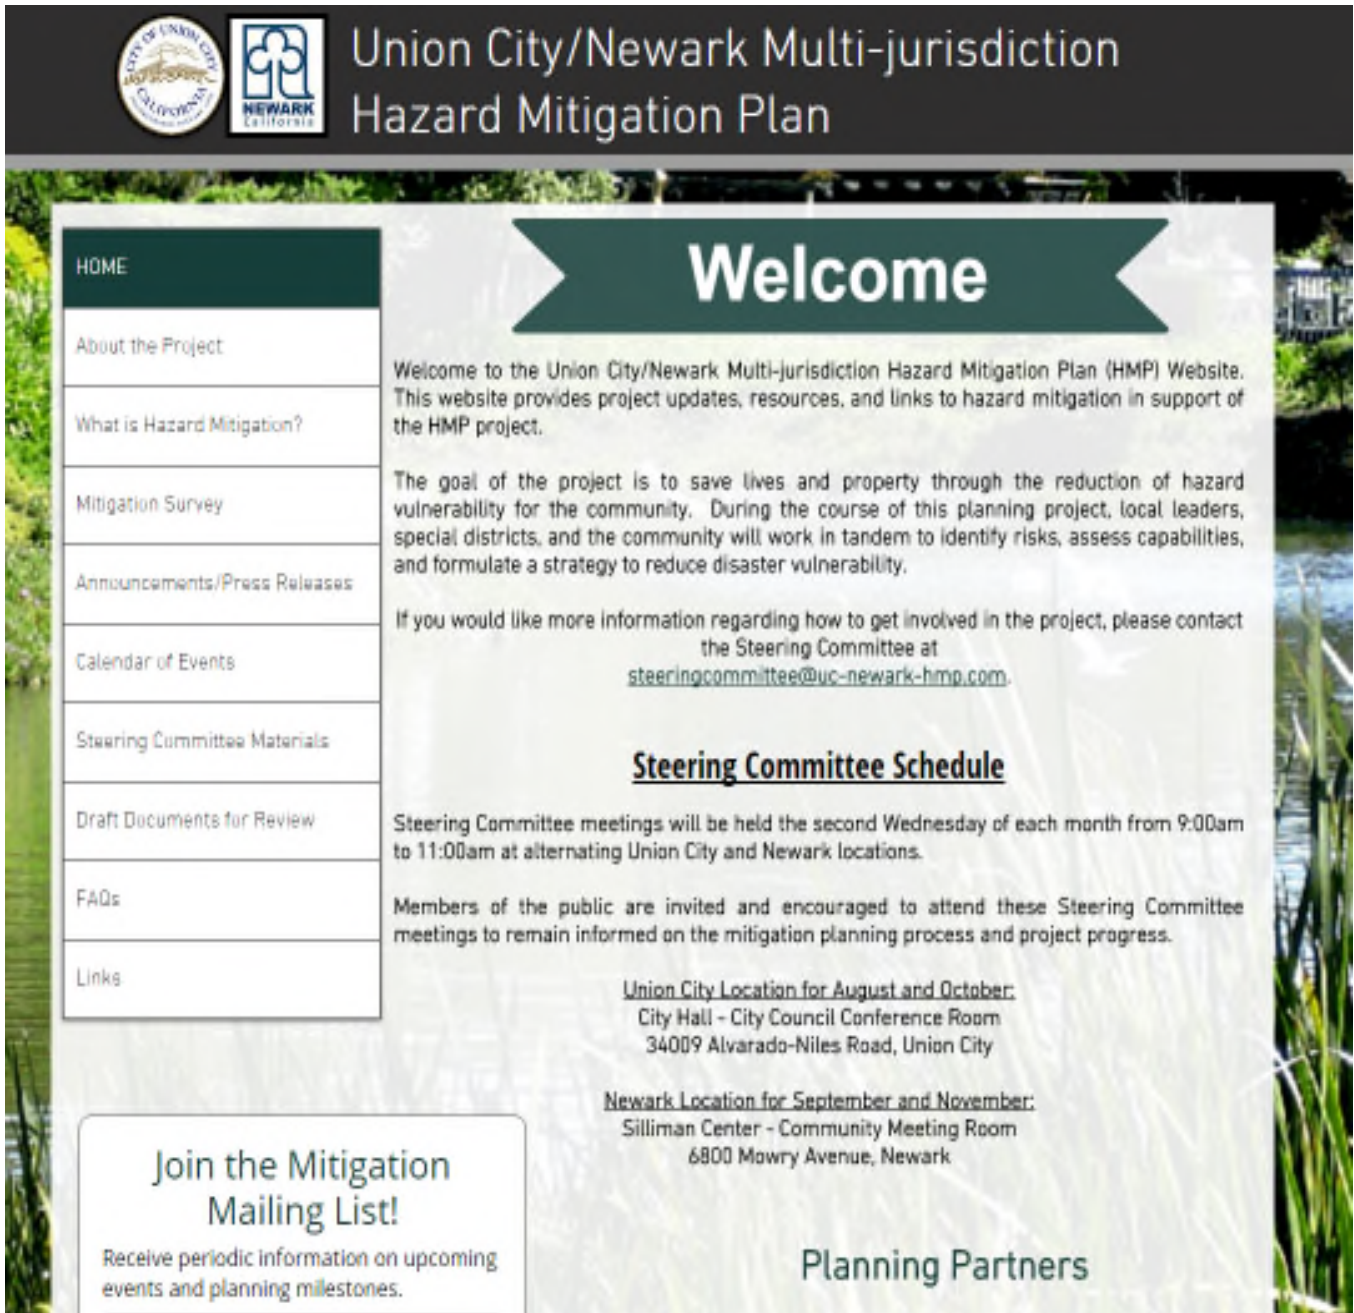 CITY OF UNION CITY
CALIFORNIA
NEWARK
California
Union City/Newark Multi-jurisdiction
Hazard Mitigation Plan
HOME
About the Project
What is Hazard Mitigation?
Mitigation Survey
Announcements/Press Releases
Calendar of Events
Steering Committee Materials
Draft Documents for Review
FAQs
Links
Welcome
Welcome to the Union City/Newark Multi-jurisdiction Hazard Mitigation Plan (HMP) Website.
This website provides project updates, resources, and links to hazard mitigation in support of
the HMP project.
The goal of the project is to save lives and property through the reduction of hazard
vulnerability for the community. During the course of this planning project, local leaders,
special districts, and the community will work in tandem to identify risks, assess capabilities,
and formulate a strategy to reduce disaster vulnerability.
If you would like more information regarding how to get involved in the project, please contact
the Steering Committee at
steeringcommittee@uc-newark-hmp.com.
Steering Committee Schedule
Steering Committee meetings will be held the second Wednesday of each month from 9:00am
to 11:00am at alternating Union City and Newark locations.
Members of the public are invited and encouraged to attend these Steering Committee
meetings to remain informed on the mitigation planning process and project progress.
Union City Location for August and October:
City Hall - City Council Conference Room
34009 Alvarado-Niles Road, Union City
Newark Location for September and November:
Silliman Center - Community Meeting Room
6800 Mowry Avenue, Newark
Join the Mitigation
Mailing List!
Receive periodic information on upcoming
events and planning milestones.
Planning Partners